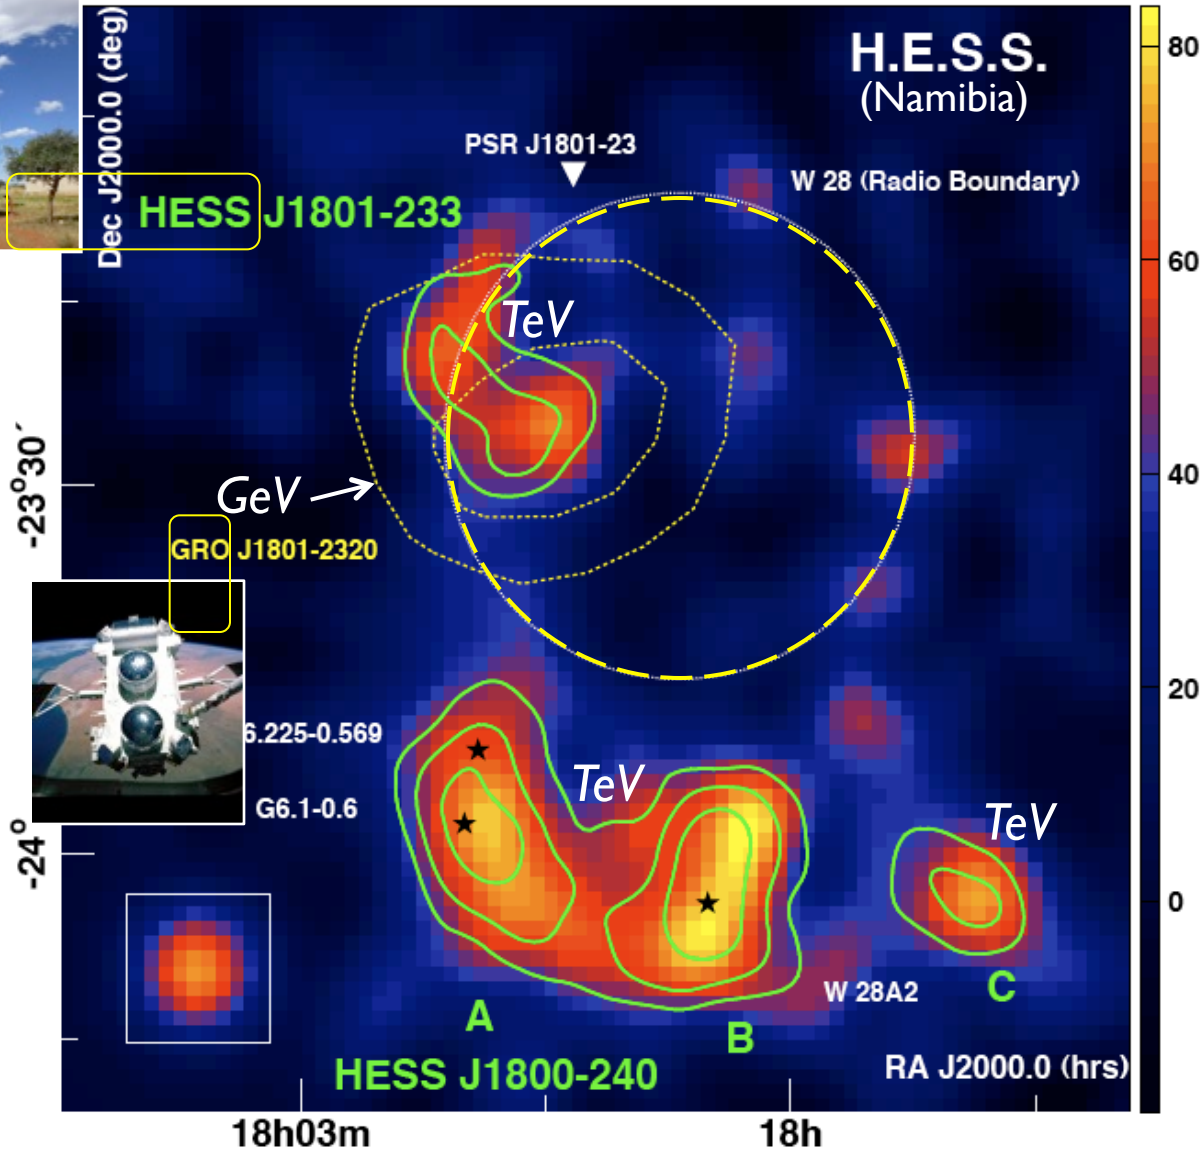 H.E.S.S.
(Namibia)
80
Dec J2000.0 (deg)
PSR J1801-23
W 28 (Radio Boundary)
HESS J1801-233
60
TeV
-23°30´
GeV
40
GRO J1801-2320
20
6.225-0.569
TeV
G6.1-0.6
TeV
-24°
0
W 28A2
C
A
B
HESS J1800-240
RA J2000.0 (hrs)
18h03m
18h